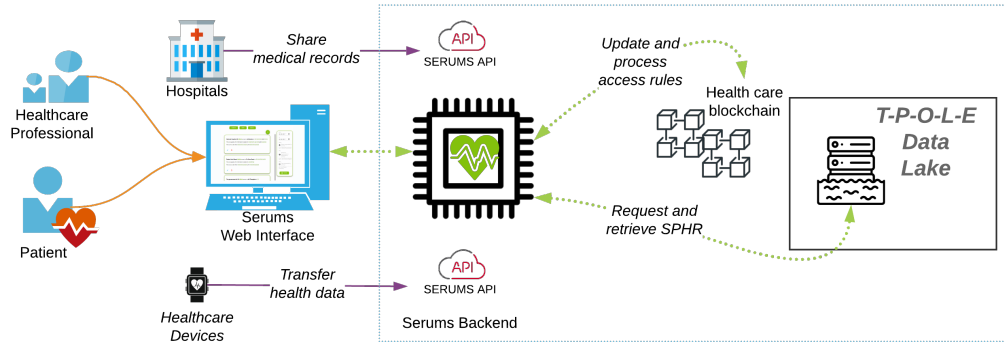 Hospitals
Share
medical records
API
SERUMS API
Healthcare
Professional
Patient
Serums
Web Interface
Healthcare
Devices
Transfer
health data
API
SERUMS API
Serums Backend
Update and
process
access rules
Health care
blockchain
Request and
retrieve SPHR
T-P-O-L-E
Data
Lake